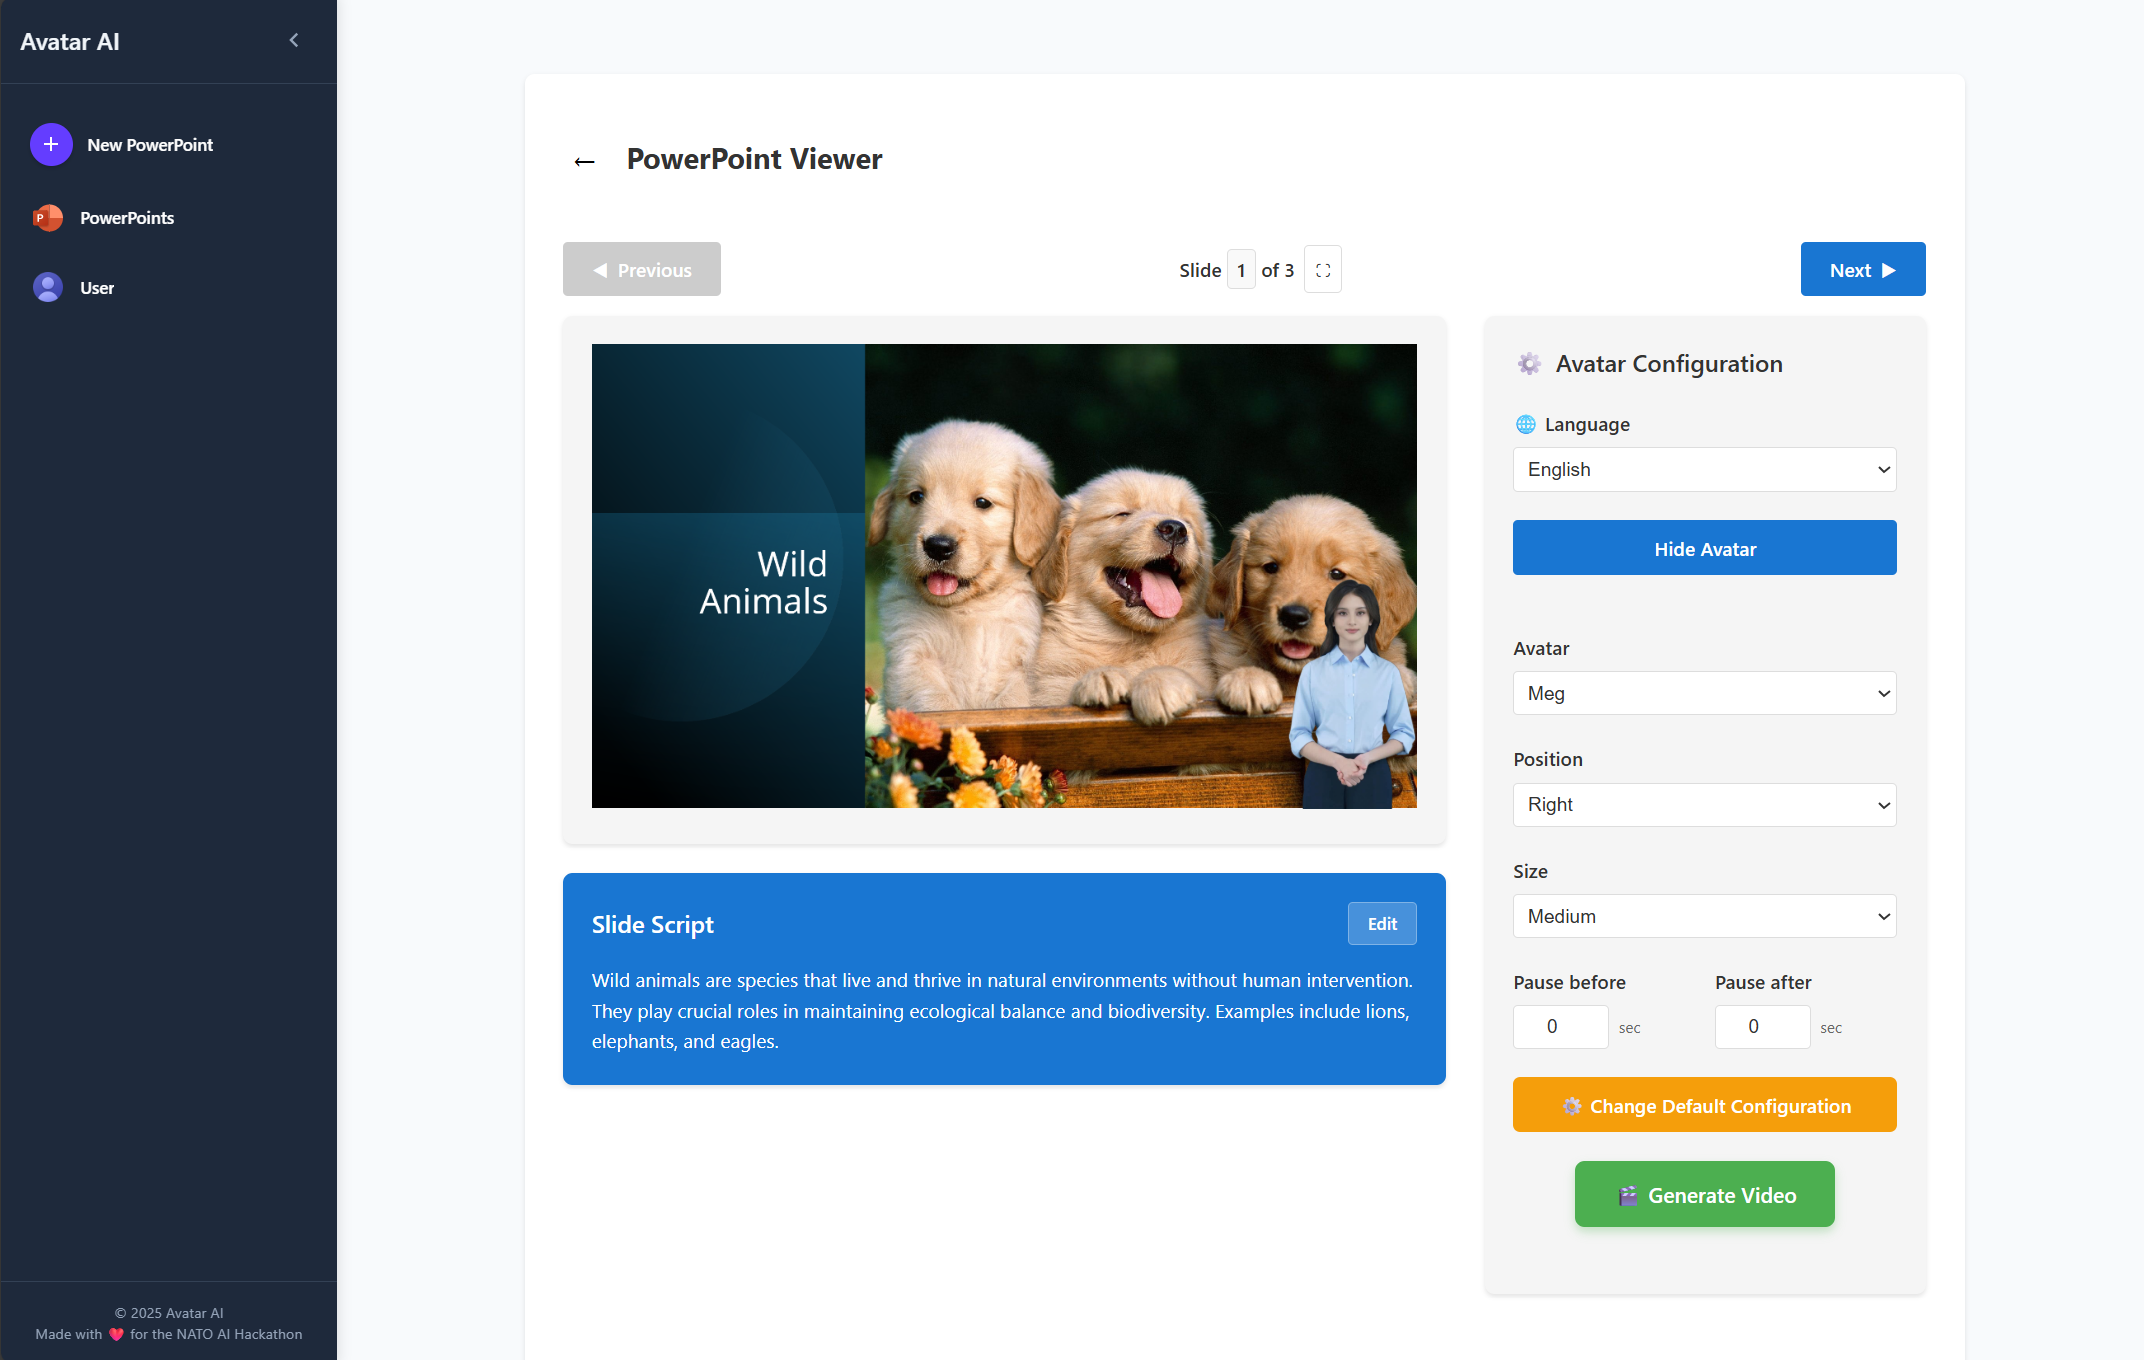 Avatar AI
New PowerPoint
P
PowerPoints
User
© 2025 Avatar AI
Made with ❤️ for the NATO AI Hackathon
← PowerPoint Viewer
◀ Previous
Slide 1 of 3
Next ▶
Wild
Animals
Slide Script
Edit
Wild animals are species that live and thrive in natural environments without human intervention.
They play crucial roles in maintaining ecological balance and biodiversity. Examples include lions,
elephants, and eagles.
Avatar Configuration
Language
English
Hide Avatar
Avatar
Meg
Position
Right
Size
Medium
Pause before Pause after
0 sec 0 sec
Change Default Configuration
Generate Video